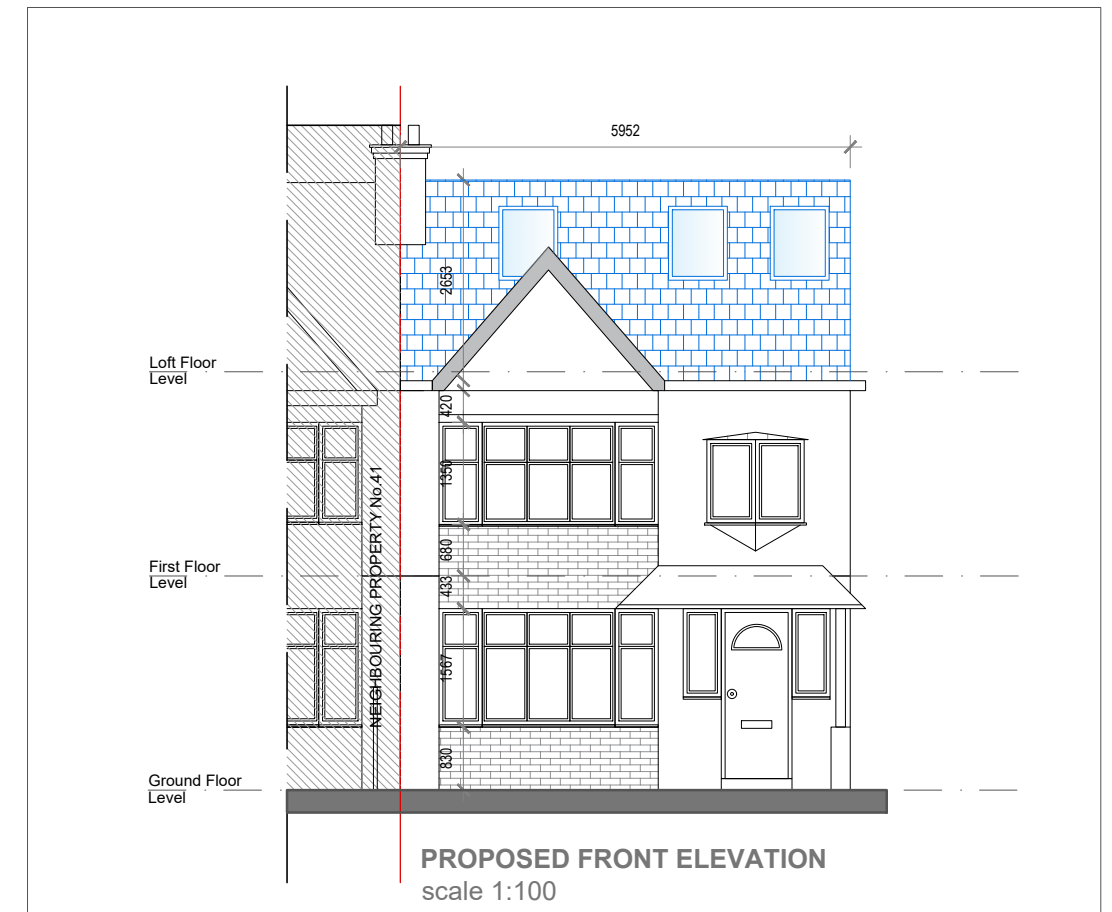 5952
2653
Loft Floor
Level
420
1350
NEIGHBOURING PROPERTY No.41
680
First Floor
Level
433
1567
830
Ground Floor
Level
PROPOSED FRONT ELEVATION
scale 1:100